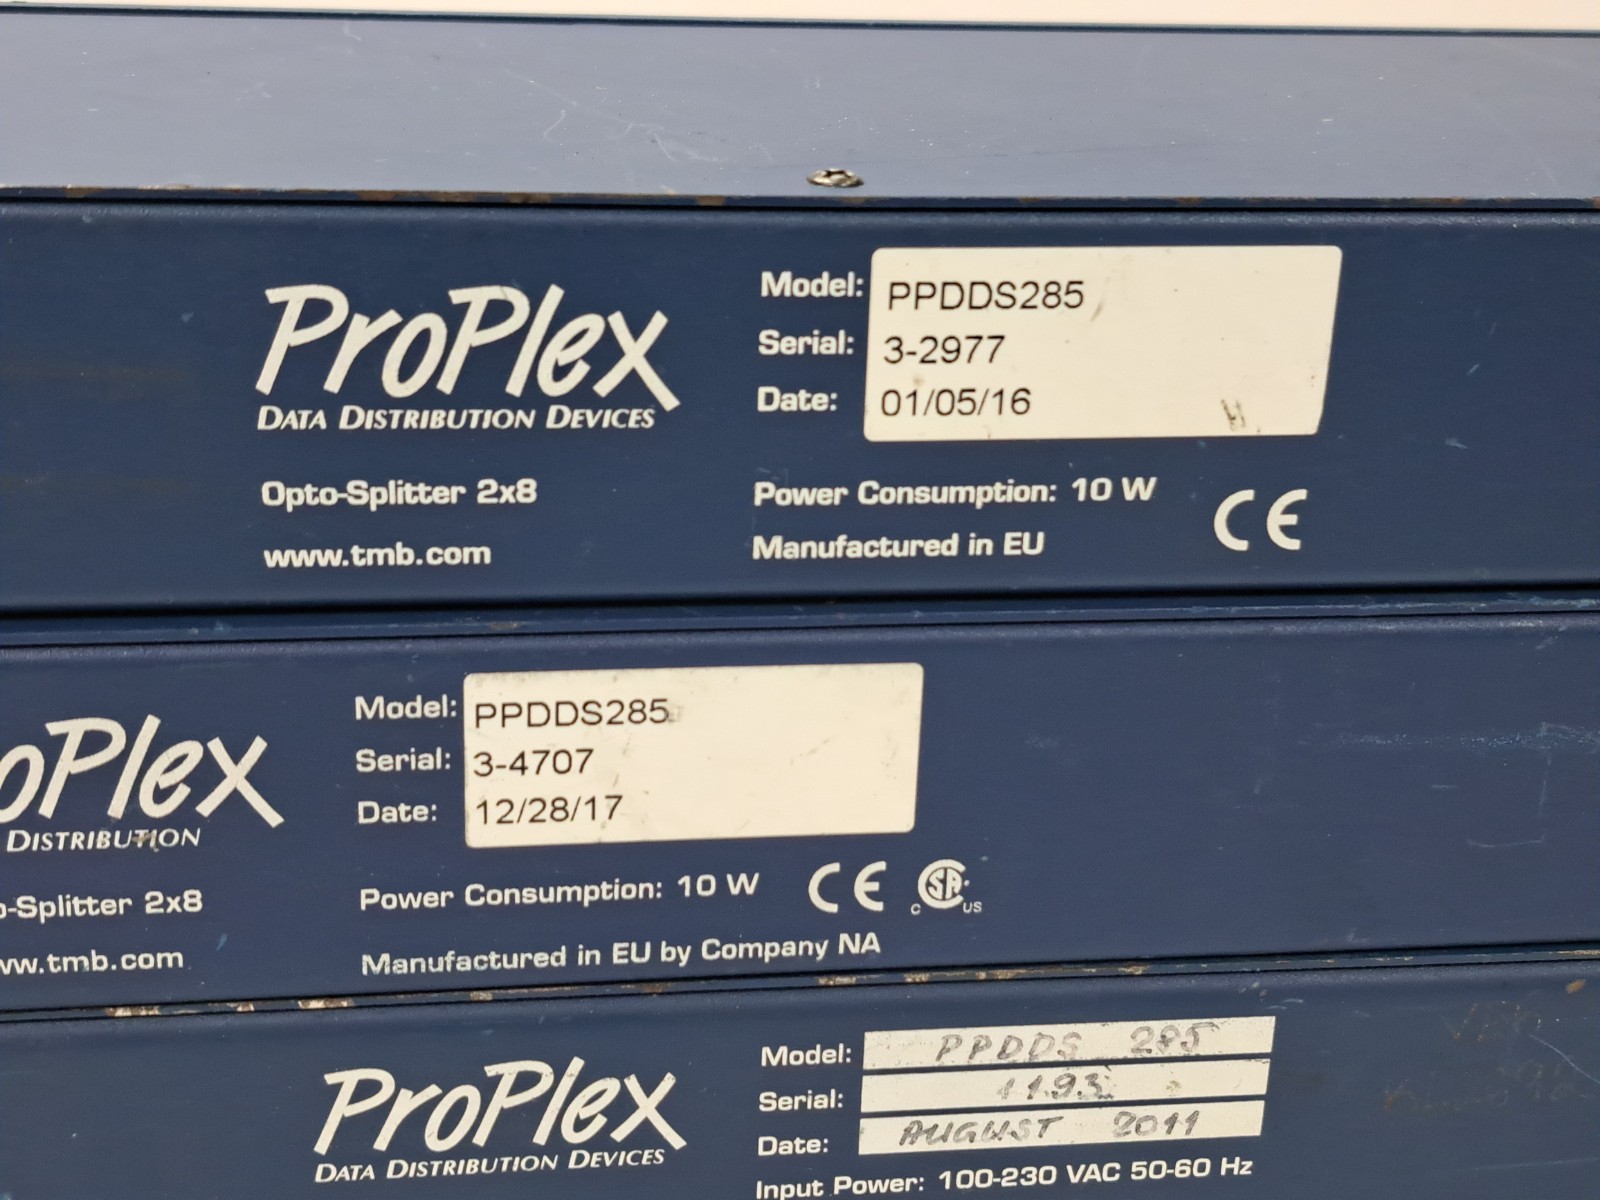 ProPlex
DATA DISTRIBUTION DEVICES
Opto-Splitter 2x8
www.tmb.com
Model: PPDDS285
Serial: 3-2977
Date: 01/05/16
Power Consumption: 10 W
Manufactured in EU
CE
oPlex
DISTRIBUTION
o-Splitter 2x8
ww.tmb.com
Model: PPDDS285
Serial: 3-4707
Date: 12/28/17
Power Consumption: 10 W
CE
C SA US
Manufactured in EU by Company NA
ProPlex
DATA DISTRIBUTION DEVICES
Model: PPDDS 285
Serial: 1193
Date: AUGUST 2011
Input Power: 100-230 VAC 50-60 Hz